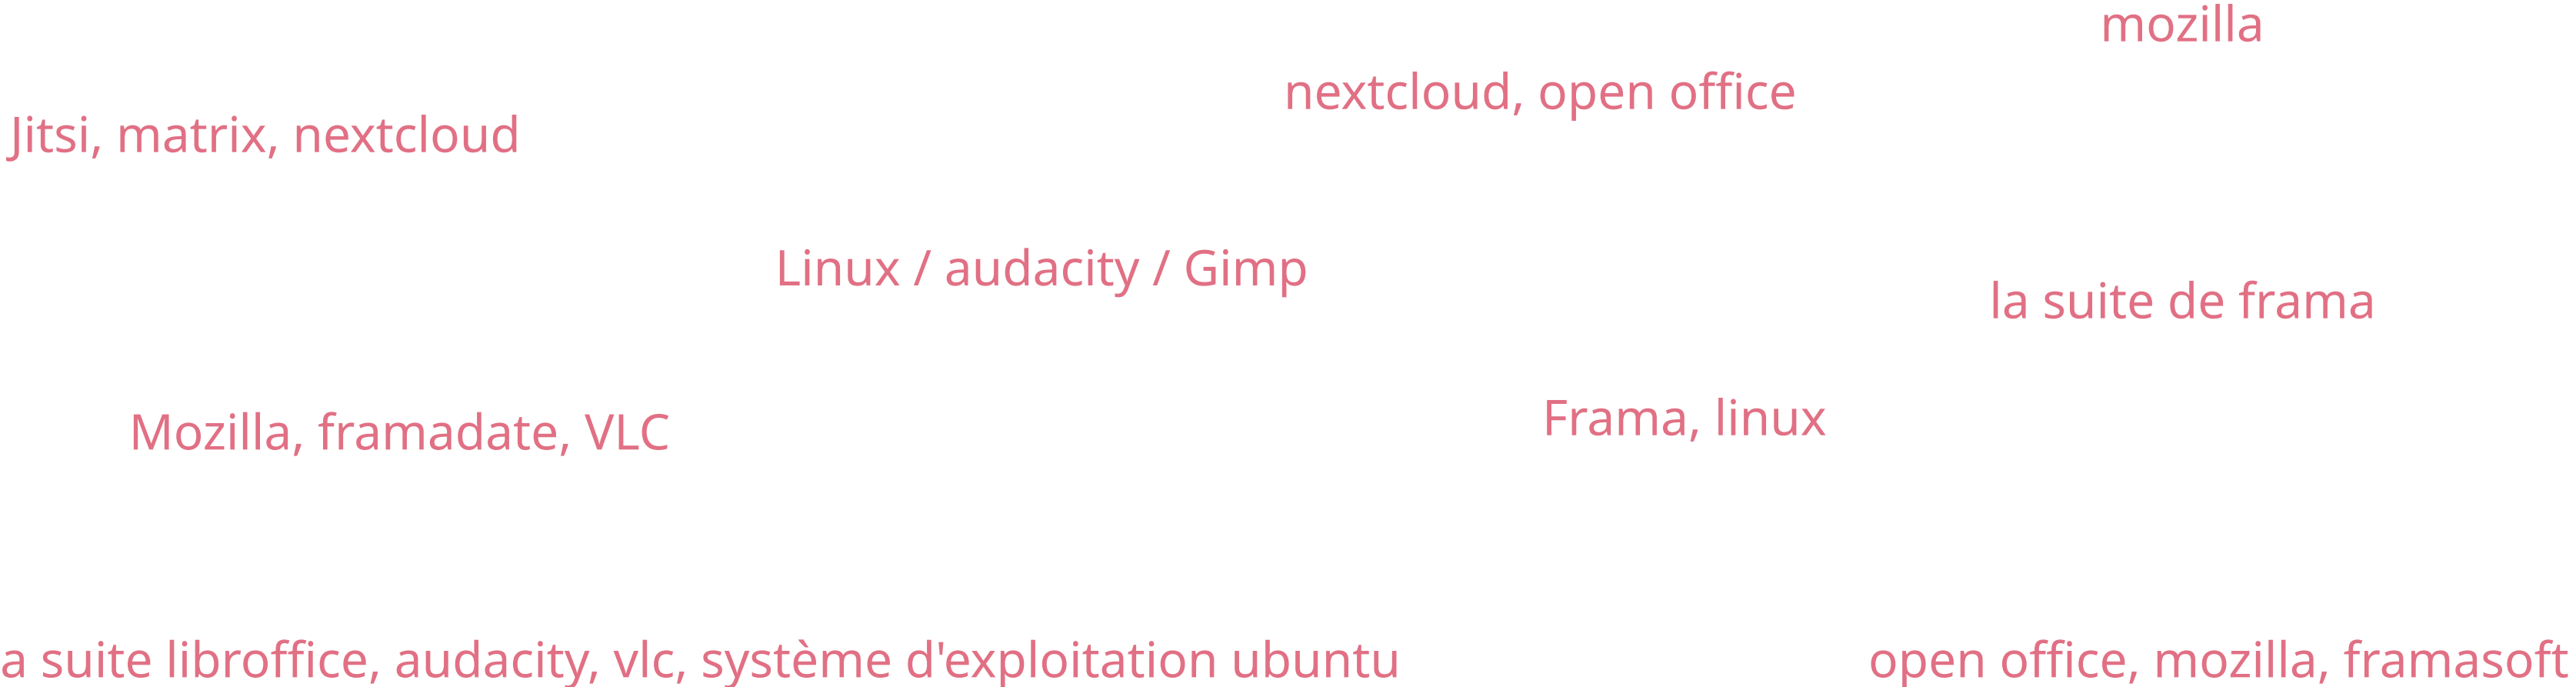 mozilla
nextcloud, open office
Jitsi, matrix, nextcloud
Linux / audacity / Gimp
la suite de frama
Frama, linux
Mozilla, framadate, VLC
a suite libroffice, audacity, vlc, système d'exploitation ubuntu
open office, mozilla, framasoft